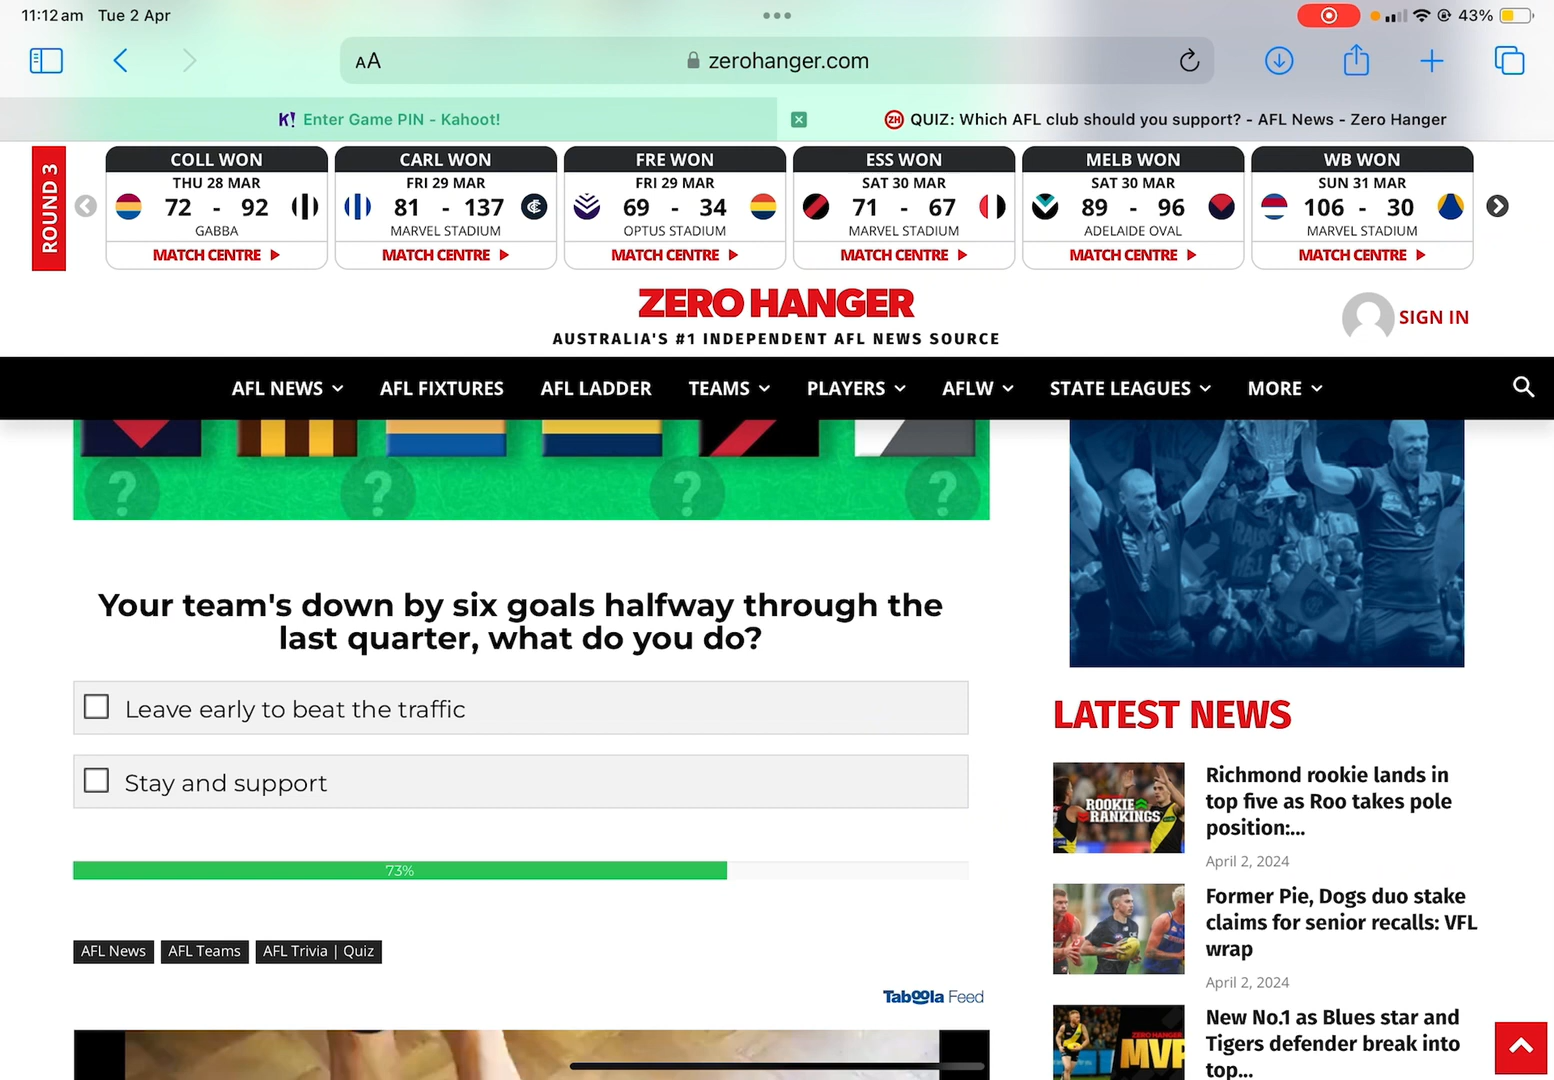 11:12 am Tue 2 Apr
43%
AA
zerohanger.com
K! Enter Game PIN - Kahoot!
ZH QUIZ: Which AFL club should you support? - AFL News - Zero Hanger
ROUND 3
COLL WON
THU 28 MAR
72 - 92
GABBA
MATCH CENTRE
CARL WON
FRI 29 MAR
81 - 137
MARVEL STADIUM
MATCH CENTRE
FRE WON
FRI 29 MAR
69 - 34
OPTUS STADIUM
MATCH CENTRE
ESS WON
SAT 30 MAR
71 - 67
MARVEL STADIUM
MATCH CENTRE
MELB WON
SAT 30 MAR
89 - 96
ADELAIDE OVAL
MATCH CENTRE
WB WON
SUN 31 MAR
106 - 30
MARVEL STADIUM
MATCH CENTRE
ZERO HANGER
AUSTRALIA'S #1 INDEPENDENT AFL NEWS SOURCE
SIGN IN
AFL NEWS AFL FIXTURES AFL LADDER TEAMS PLAYERS AFLW STATE LEAGUES MORE
? ? ? ?
Your team's down by six goals halfway through the
last quarter, what do you do?
Leave early to beat the traffic
Stay and support
73%
AFL News AFL Teams AFL Trivia | Quiz
Taboola Feed
LATEST NEWS
ROOKIE
RANKINGS
Richmond rookie lands in
top five as Roo takes pole
position:...
April 2, 2024
Former Pie, Dogs duo stake
claims for senior recalls: VFL
wrap
April 2, 2024
ZERO HANGER
MVP
New No.1 as Blues star and
Tigers defender break into
top...